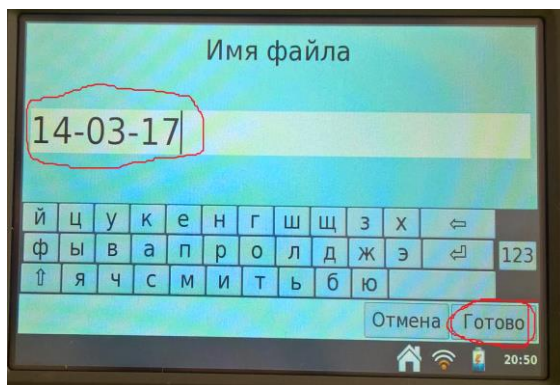 Имя файла
14-03-17
й ц у к е н г ш щ з х ⇦
ф ы в а п р о л д ж э ⏎ 123
⇧ я ч с м и т ь б ю
Отмена Готово
20:50